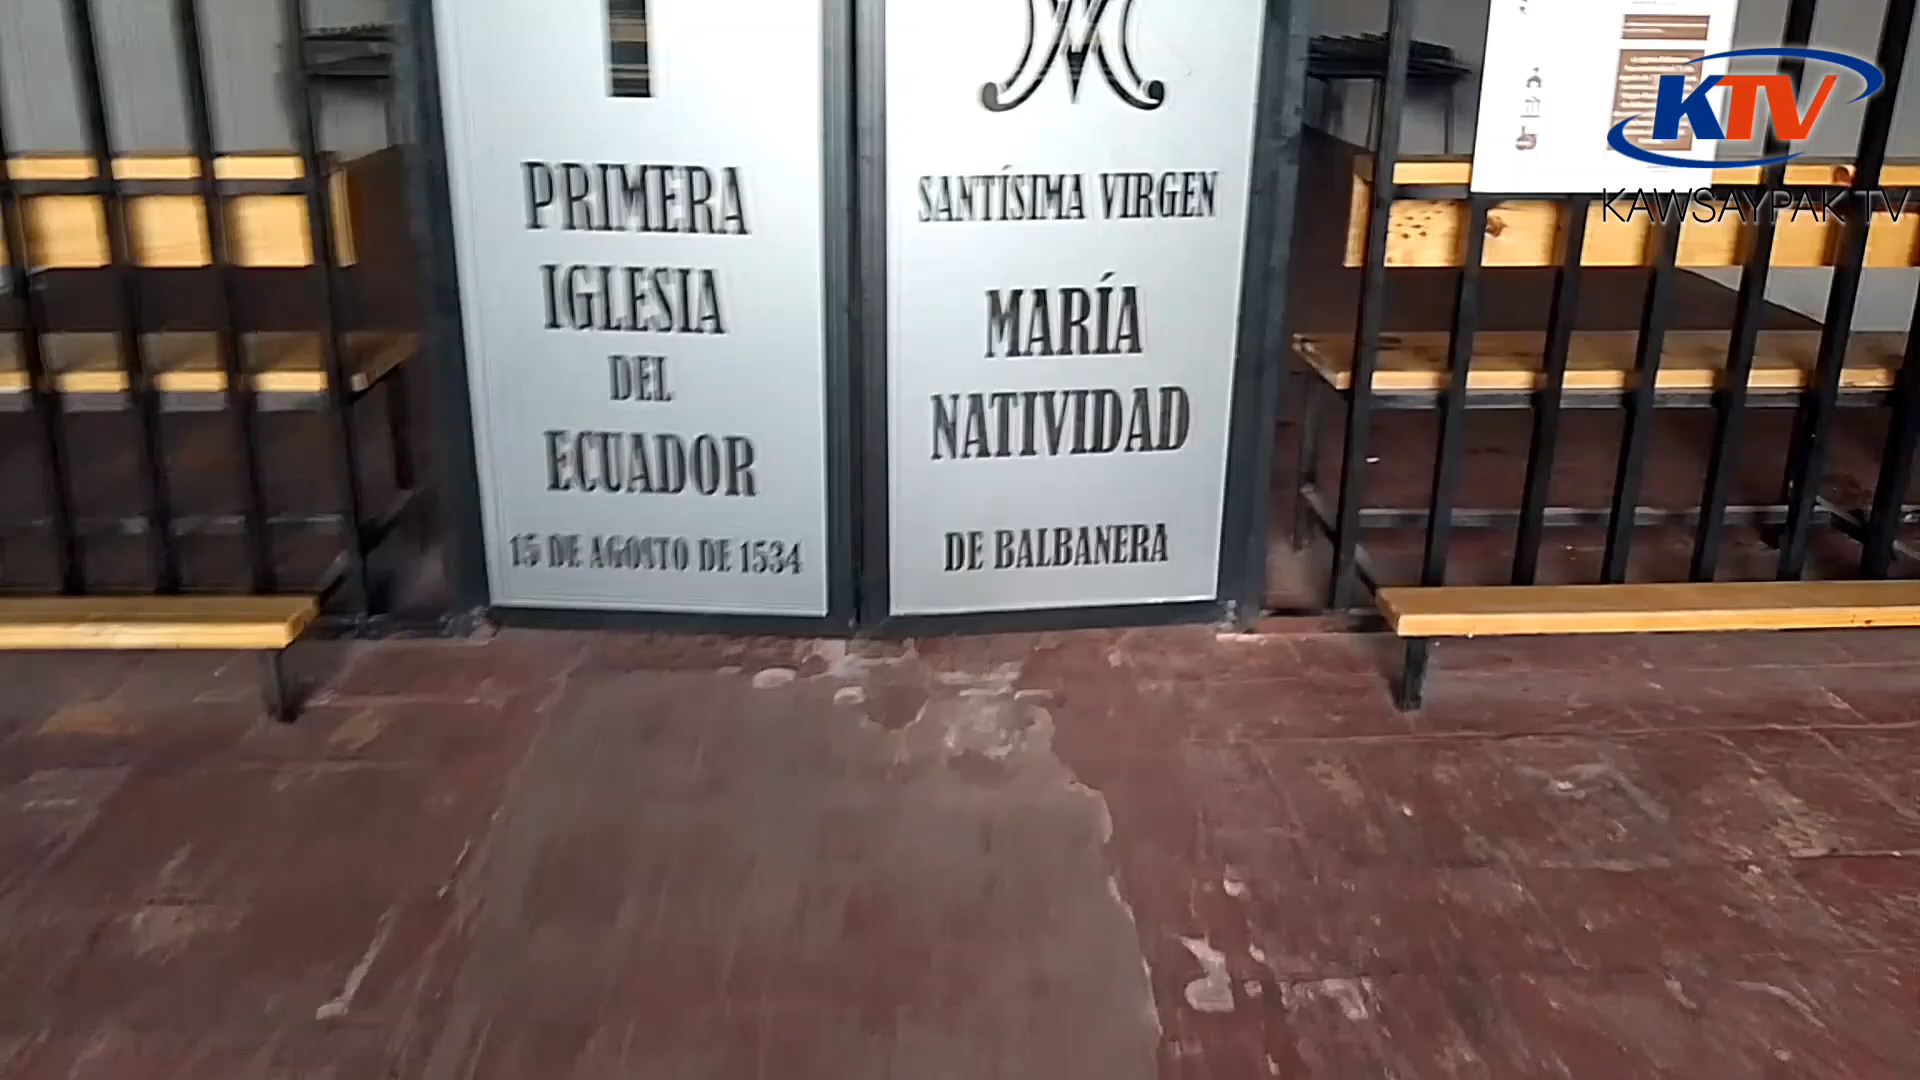 PRIMERA
IGLESIA
DEL
ECUADOR
15 DE AGOSTO DE 1534
SANTÍSIMA VIRGEN
MARÍA
NATIVIDAD
DE BALBANERA
KTV
KAWSAYPAK TV